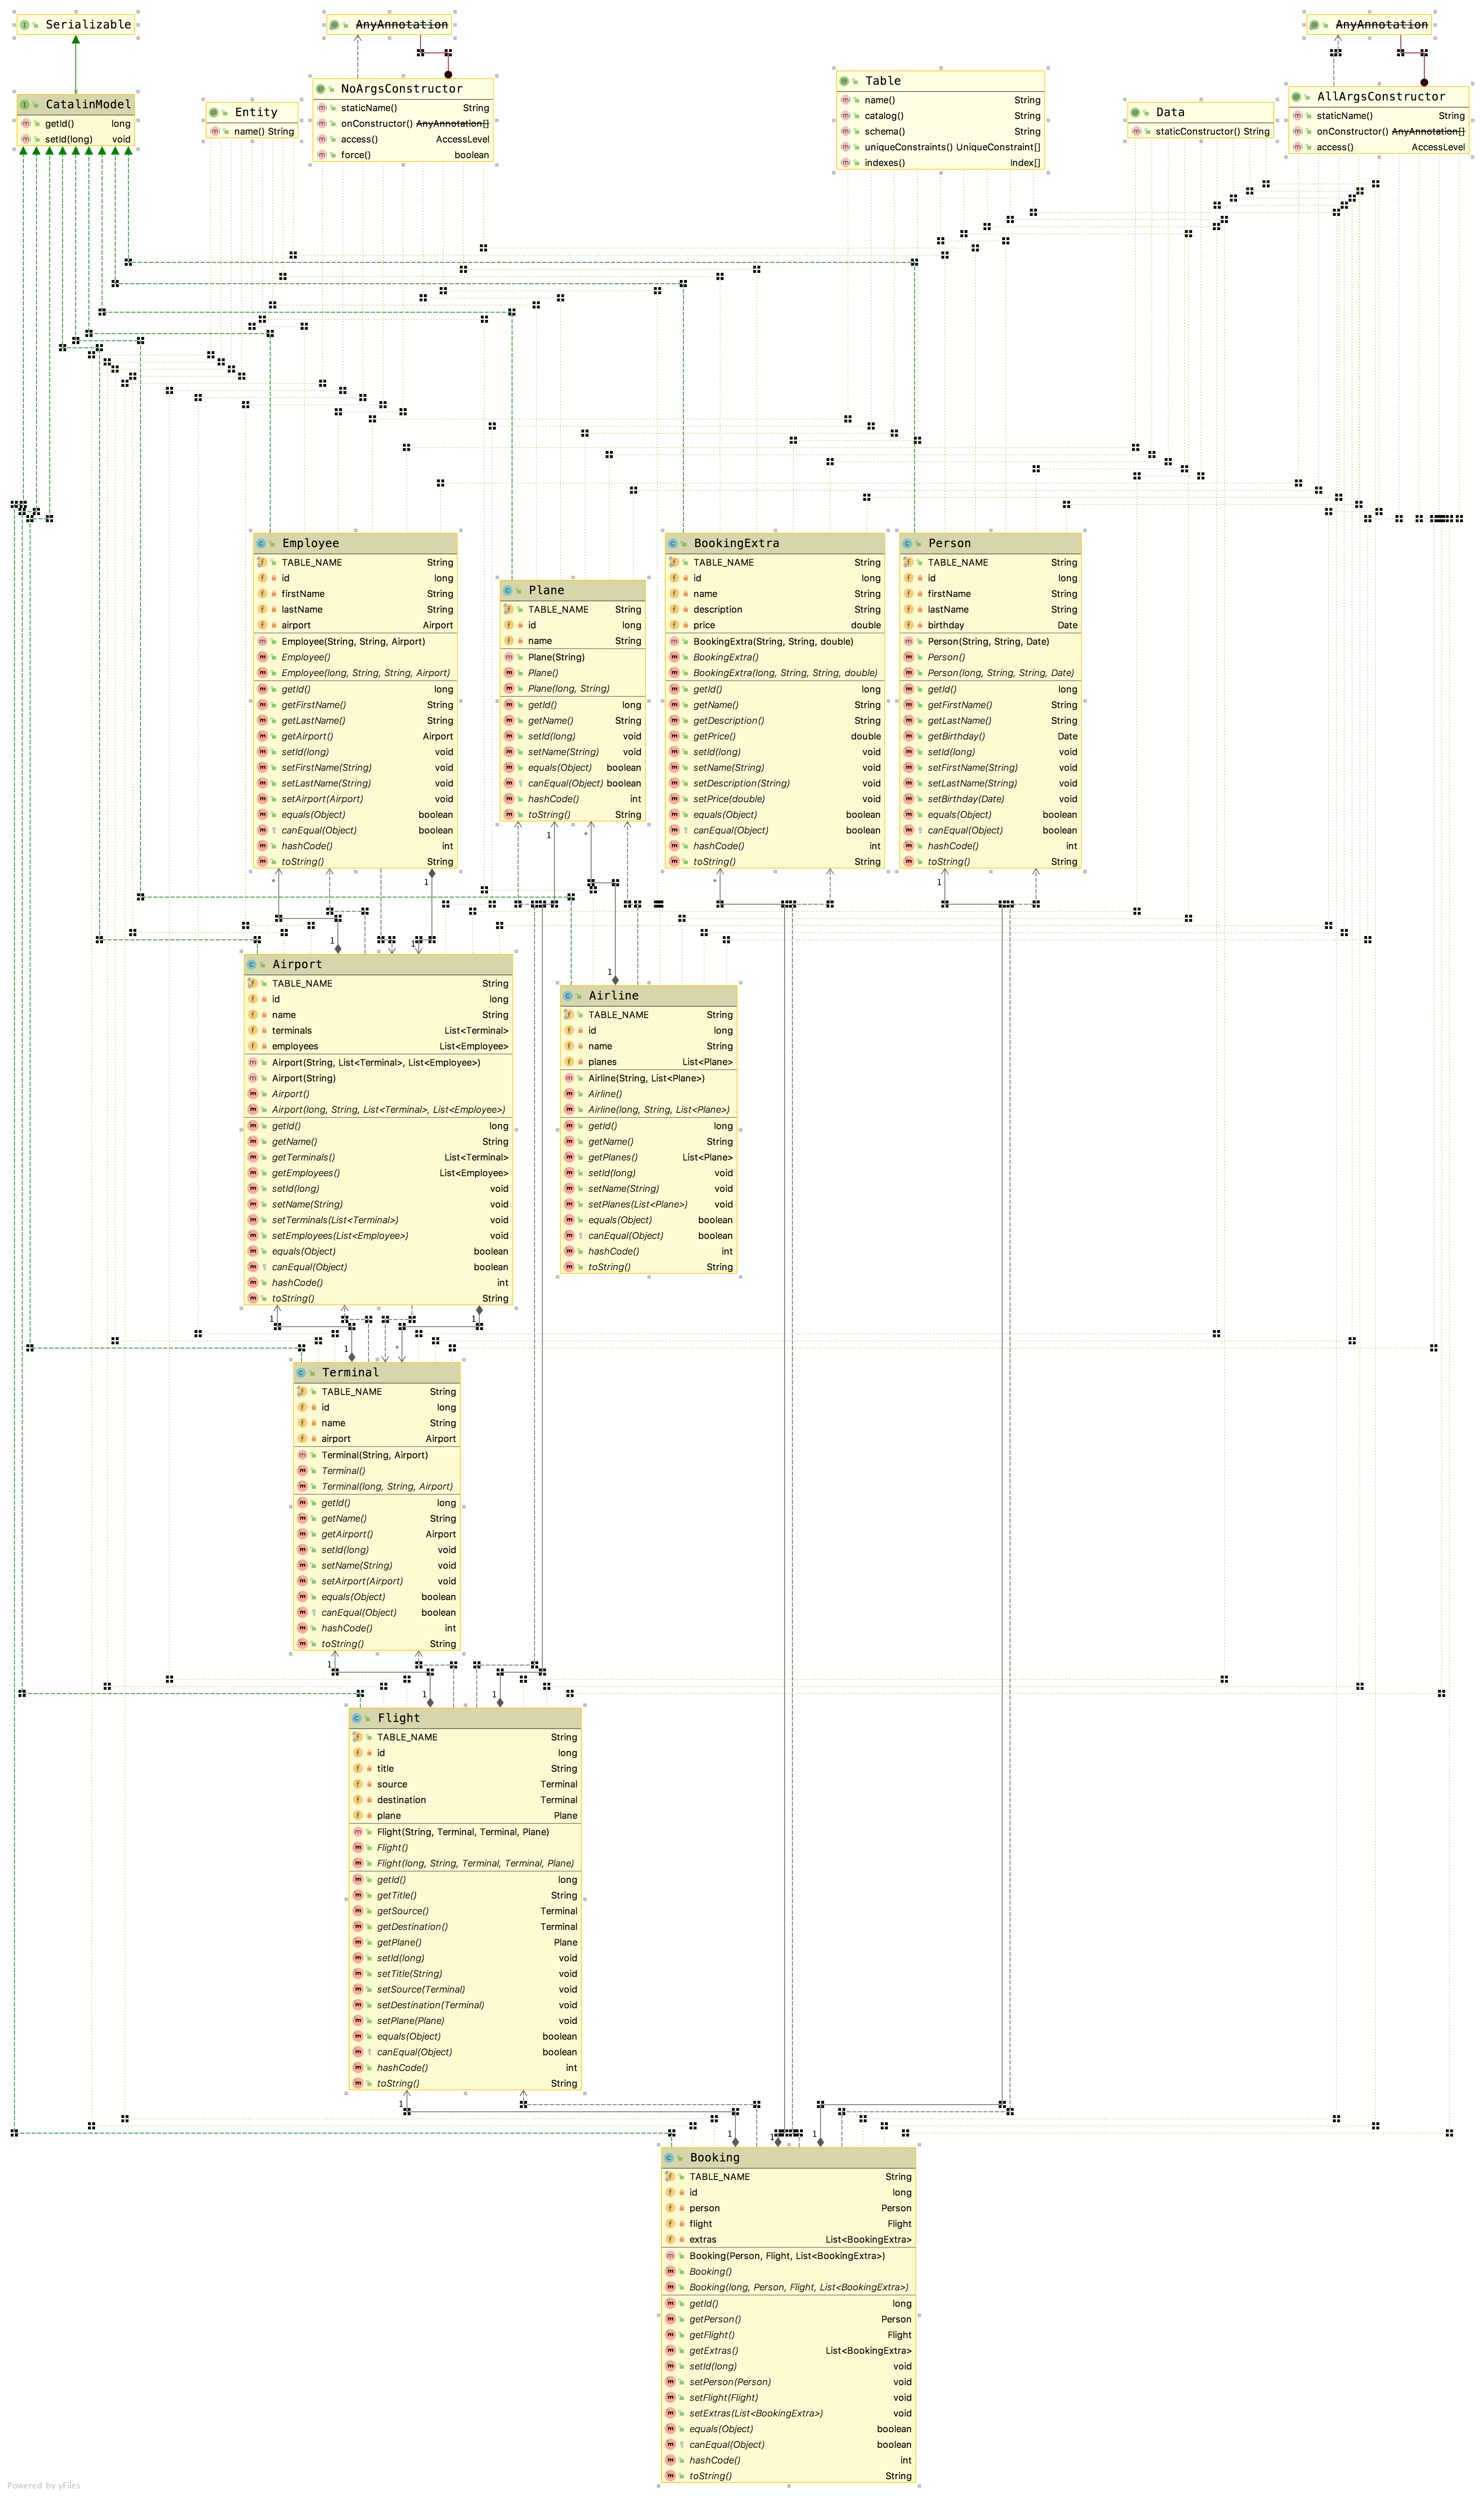 Serializable
AnyAnnotation
AnyAnnotation
CatalinModel
getId() long
setId(long) void
Entity
name() String
NoArgsConstructor
staticName() String
onConstructor() AnyAnnotation[]
access() AccessLevel
force() boolean
Table
name() String
catalog() String
schema() String
uniqueConstraints() UniqueConstraint[]
indexes() Index[]
Data
staticConstructor() String
AllArgsConstructor
staticName() String
onConstructor() AnyAnnotation[]
access() AccessLevel
Employee
TABLE_NAME String
id long
firstName String
lastName String
airport Airport
Employee(String, String, Airport)
Employee()
Employee(long, String, String, Airport)
getId() long
getFirstName() String
getLastName() String
getAirport() Airport
setId(long) void
setFirstName(String) void
setLastName(String) void
setAirport(Airport) void
equals(Object) boolean
canEqual(Object) boolean
hashCode() int
toString() String
Plane
TABLE_NAME String
id long
name String
Plane(String)
Plane()
Plane(long, String)
getId() long
getName() String
setId(long) void
setName(String) void
equals(Object) boolean
canEqual(Object) boolean
hashCode() int
toString() String
BookingExtra
TABLE_NAME String
id long
name String
description String
price double
BookingExtra(String, String, double)
BookingExtra()
BookingExtra(long, String, String, double)
getId() long
getName() String
getDescription() String
getPrice() double
setId(long) void
setName(String) void
setDescription(String) void
setPrice(double) void
equals(Object) boolean
canEqual(Object) boolean
hashCode() int
toString() String
Person
TABLE_NAME String
id long
firstName String
lastName String
birthday Date
Person(String, String, Date)
Person()
Person(long, String, String, Date)
getId() long
getFirstName() String
getLastName() String
getBirthday() Date
setId(long) void
setFirstName(String) void
setLastName(String) void
setBirthday(Date) void
equals(Object) boolean
canEqual(Object) boolean
hashCode() int
toString() String
1
*
*
1
*
1
1
1
1
Airport
TABLE_NAME String
id long
name String
terminals List<Terminal>
employees List<Employee>
Airport(String, List<Terminal>, List<Employee>)
Airport(String)
Airport()
Airport(long, String, List<Terminal>, List<Employee>)
getId() long
getName() String
getTerminals() List<Terminal>
getEmployees() List<Employee>
setId(long) void
setName(String) void
setTerminals(List<Terminal>) void
setEmployees(List<Employee>) void
equals(Object) boolean
canEqual(Object) boolean
hashCode() int
toString() String
Airline
TABLE_NAME String
id long
name String
planes List<Plane>
Airline(String, List<Plane>)
Airline()
Airline(long, String, List<Plane>)
getId() long
getName() String
getPlanes() List<Plane>
setId(long) void
setName(String) void
setPlanes(List<Plane>) void
equals(Object) boolean
canEqual(Object) boolean
hashCode() int
toString() String
1
1
1
*
Terminal
TABLE_NAME String
id long
name String
airport Airport
Terminal(String, Airport)
Terminal()
Terminal(long, String, Airport)
getId() long
getName() String
getAirport() Airport
setId(long) void
setName(String) void
setAirport(Airport) void
equals(Object) boolean
canEqual(Object) boolean
hashCode() int
toString() String
1
1
1
Flight
TABLE_NAME String
id long
title String
source Terminal
destination Terminal
plane Plane
Flight(String, Terminal, Terminal, Plane)
Flight()
Flight(long, String, Terminal, Terminal, Plane)
getId() long
getTitle() String
getSource() Terminal
getDestination() Terminal
getPlane() Plane
setId(long) void
setTitle(String) void
setSource(Terminal) void
setDestination(Terminal) void
setPlane(Plane) void
equals(Object) boolean
canEqual(Object) boolean
hashCode() int
toString() String
1
1
1
1
Booking
TABLE_NAME String
id long
person Person
flight Flight
extras List<BookingExtra>
Booking(Person, Flight, List<BookingExtra>)
Booking()
Booking(long, Person, Flight, List<BookingExtra>)
getId() long
getPerson() Person
getFlight() Flight
getExtras() List<BookingExtra>
setId(long) void
setPerson(Person) void
setFlight(Flight) void
setExtras(List<BookingExtra>) void
equals(Object) boolean
canEqual(Object) boolean
hashCode() int
toString() String
Powered by yFiles